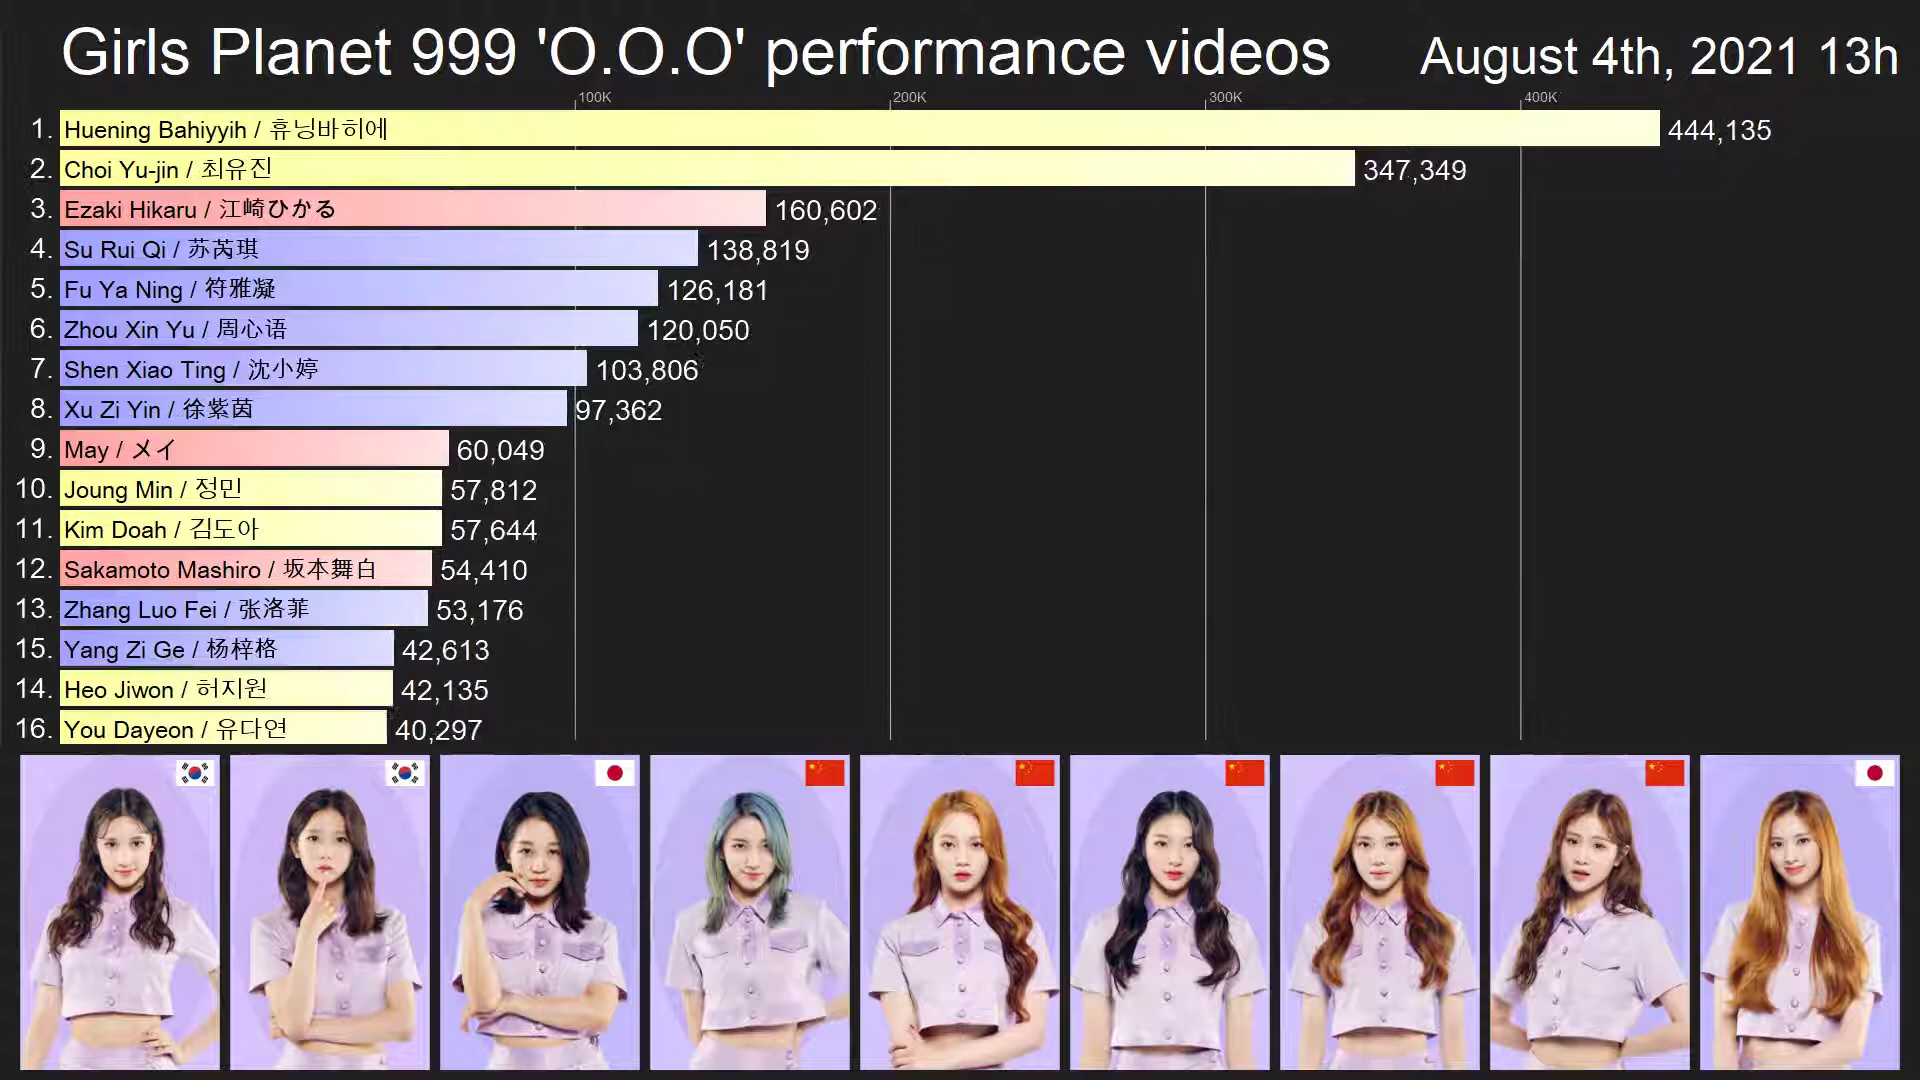 Girls Planet 999 'O.O.O' performance videos
August 4th, 2021 13h
100K 200K 300K 400K
1. Huening Bahiyyih / 휴닝바히에 444,135
2. Choi Yu-jin / 최유진 347,349
3. Ezaki Hikaru / 江崎ひかる 160,602
4. Su Rui Qi / 苏芮琪 138,819
5. Fu Ya Ning / 符雅凝 126,181
6. Zhou Xin Yu / 周心语 120,050
7. Shen Xiao Ting / 沈小婷 103,806
8. Xu Zi Yin / 徐紫茵 97,362
9. May / メイ 60,049
10. Joung Min / 정민 57,812
11. Kim Doah / 김도아 57,644
12. Sakamoto Mashiro / 坂本舞白 54,410
13. Zhang Luo Fei / 张洛菲 53,176
15. Yang Zi Ge / 杨梓格 42,613
14. Heo Jiwon / 허지원 42,135
16. You Dayeon / 유다연 40,297